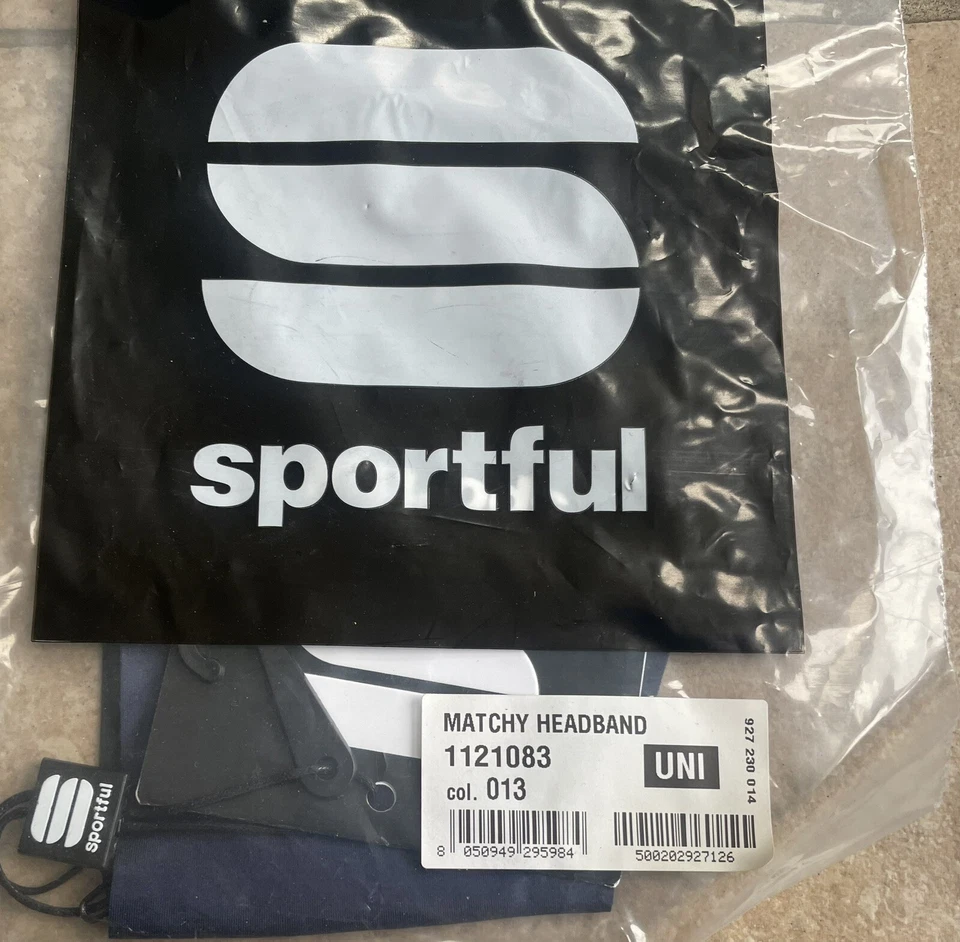 sportful
MATCHY HEADBAND
1121083
col. 013
UNI
927 230 014
8 050949 295984
500202927126
sportful